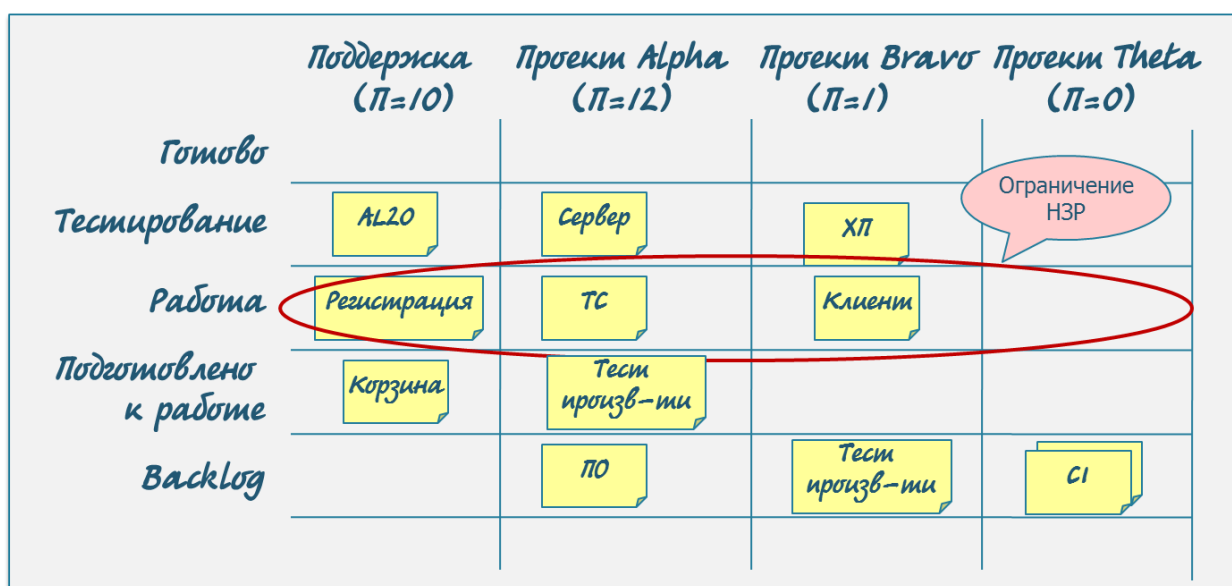 Поддержка
(П=10)
Проект Alpha
(П=12)
Проект Bravo
(П=1)
Проект Theta
(П=0)
Готово
Ограничение
НЗР
Тестирование
AL20
Сервер
ХП
Работа
Регистрация
ТС
Клиент
Подготовлено
к работе
Корзина
Тест
произв-ти
Backlog
ПО
Тест
произв-ти
С1